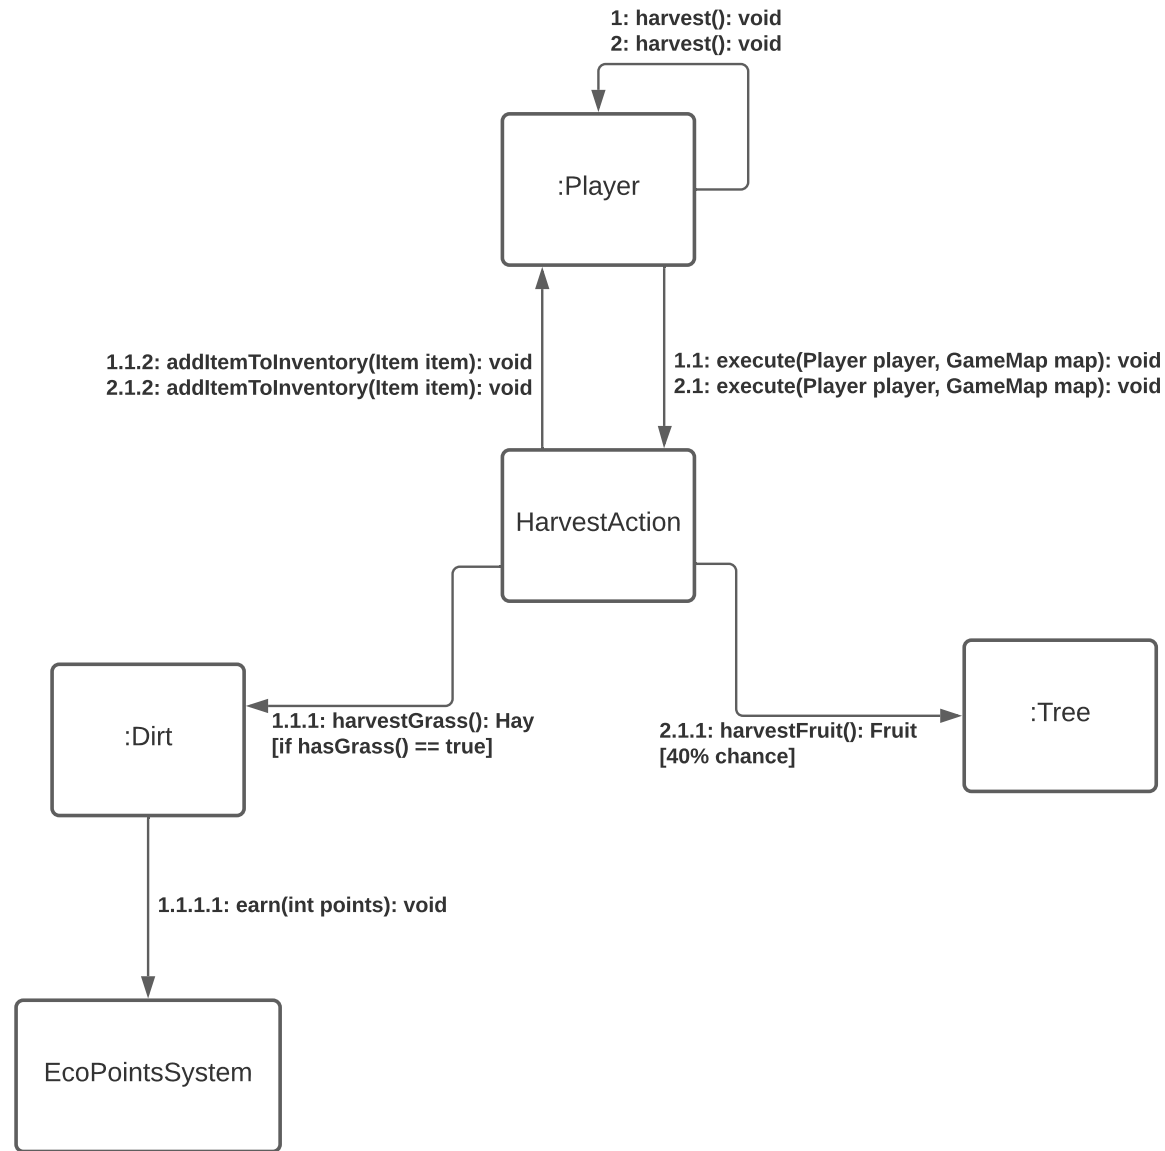 1: harvest(): void
2: harvest(): void
:Player
1.1.2: addItemToInventory(Item item): void
2.1.2: addItemToInventory(Item item): void
1.1: execute(Player player, GameMap map): void
2.1: execute(Player player, GameMap map): void
HarvestAction
:Dirt
1.1.1: harvestGrass(): Hay
[if hasGrass() == true]
2.1.1: harvestFruit(): Fruit
[40% chance]
:Tree
1.1.1.1: earn(int points): void
EcoPointsSystem